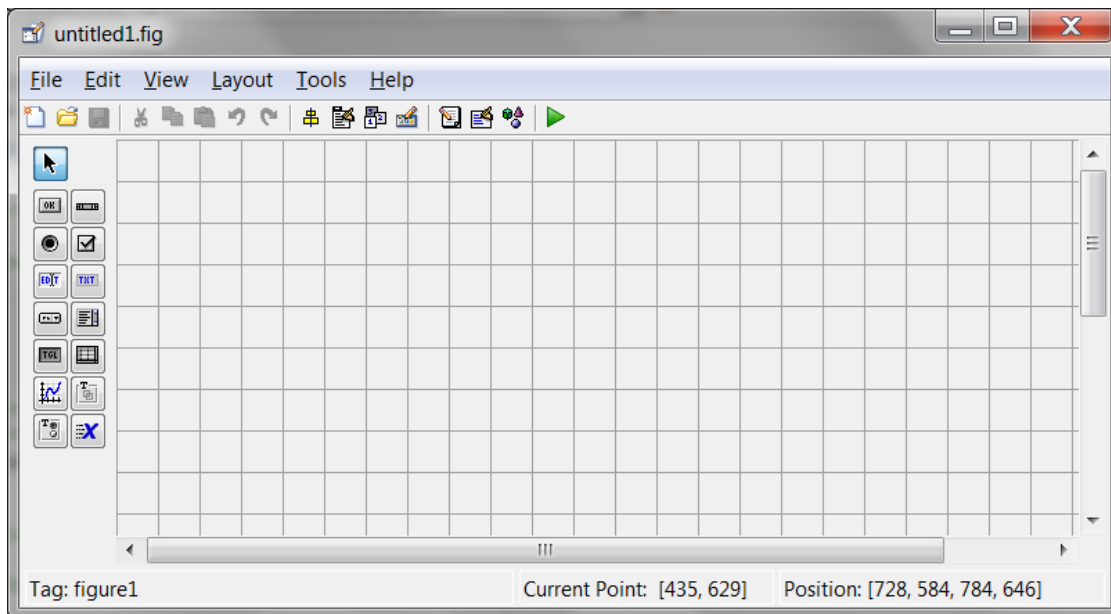 untitled1.fig
File Edit View Layout Tools Help
OK
EDIT TXT
TGL
Tag: figure1 Current Point: [435, 629] Position: [728, 584, 784, 646]